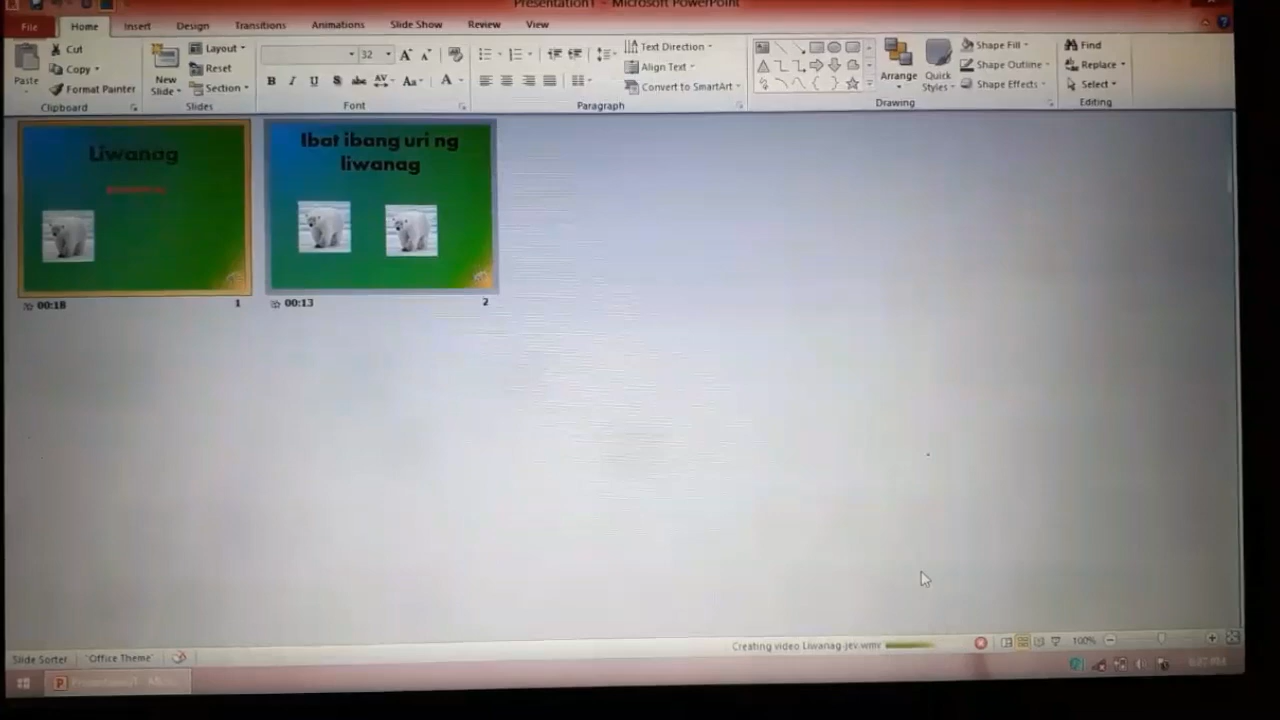 Presentation1 - Microsoft PowerPoint
File Home Insert Design Transitions Animations Slide Show Review View
Paste
Cut
Copy
Format Painter
Clipboard
New Slide
Layout
Reset
Section
Slides
32
Font
Text Direction
Align Text
Convert to SmartArt
Paragraph
Arrange
Quick Styles
Shape Fill
Shape Outline
Shape Effects
Drawing
Find
Replace
Select
Editing
Liwanag
00:18 1
Ibat ibang uri ng
liwanag
00:13 2
Slide Sorter "Office Theme"
Creating video Liwanag-jev.wmv
100%